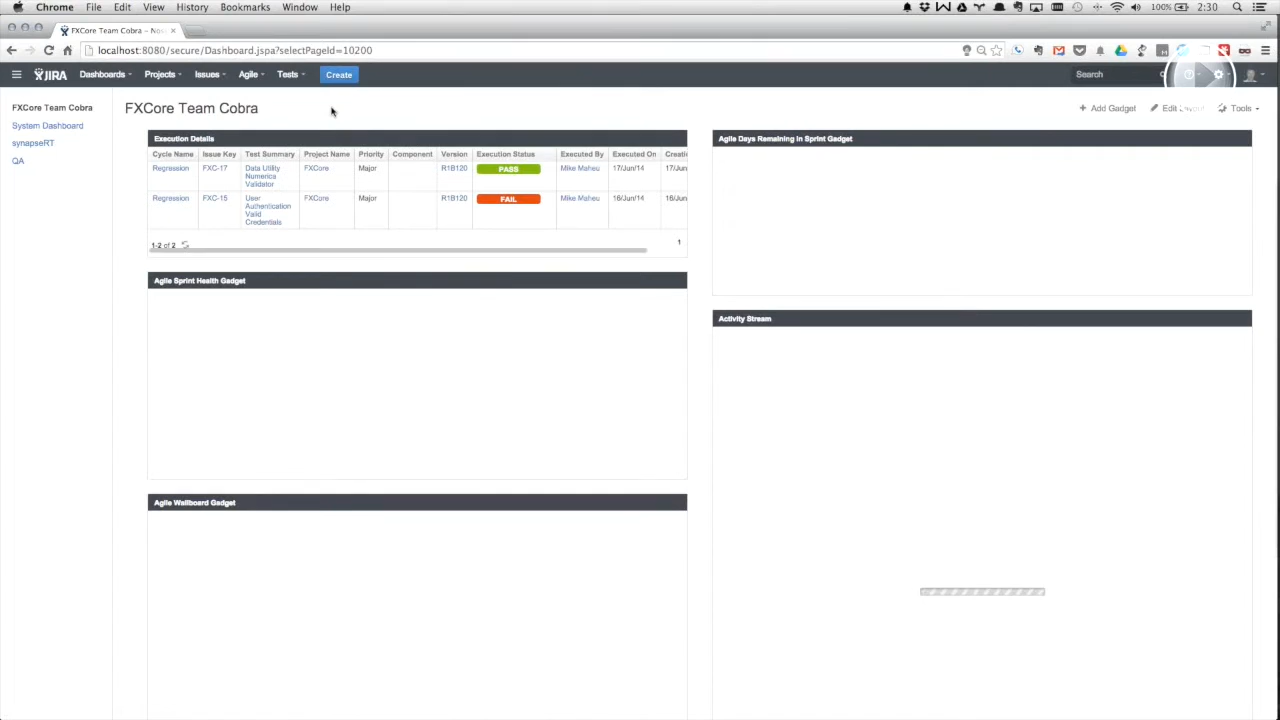 Chrome File Edit View History Bookmarks Window Help 100% 2:30
FXCore Team Cobra – No
localhost:8080/secure/Dashboard.jspa?selectPageId=10200
JIRA Dashboards Projects Issues Agile Tests Create Search
FXCore Team Cobra
System Dashboard
synapseRT
QA
FXCore Team Cobra
Add Gadget Edit Layout Tools
Execution Details
Cycle Name Issue Key Test Summary Project Name Priority Component Version Execution Status Executed By Executed On Creati
Regression FXC-17 Data Utility FXCore Major R1B120 PASS Mike Maheu 17/Jun/14 17/Jun
Numerica
Validator
Regression FXC-15 User FXCore Major R1B120 FAIL Mike Maheu 16/Jun/14 16/Jun
Authentication
Valid
Credentials
1-2 of 2 1
Agile Sprint Health Gadget
Agile Wallboard Gadget
Agile Days Remaining in Sprint Gadget
Activity Stream